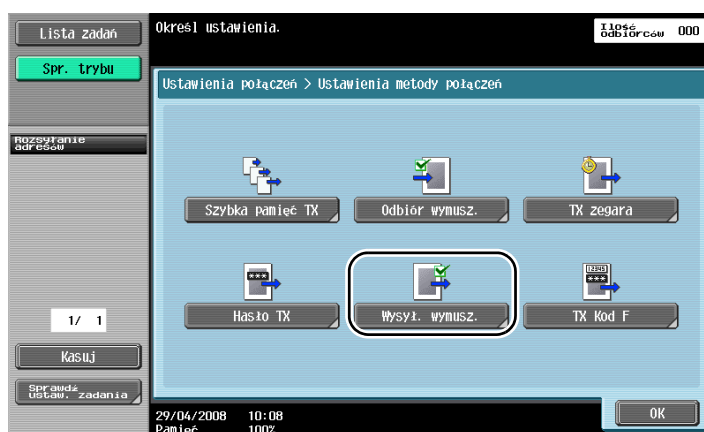 Lista zadań
Określ ustawienia.
Ilość
odbiorców 000
Spr. trybu
Ustawienia połączeń > Ustawienia metody połączeń
Rozsyłanie
adresów
Szybka pamięć TX
Odbiór wymusz.
TX zegara
***
12345
***
Hasło TX
Wysył. wymusz.
TX Kod F
1/ 1
Kasuj
Sprawdź
ustaw. zadania
OK
29/04/2008 10:08
Pamięć 100%